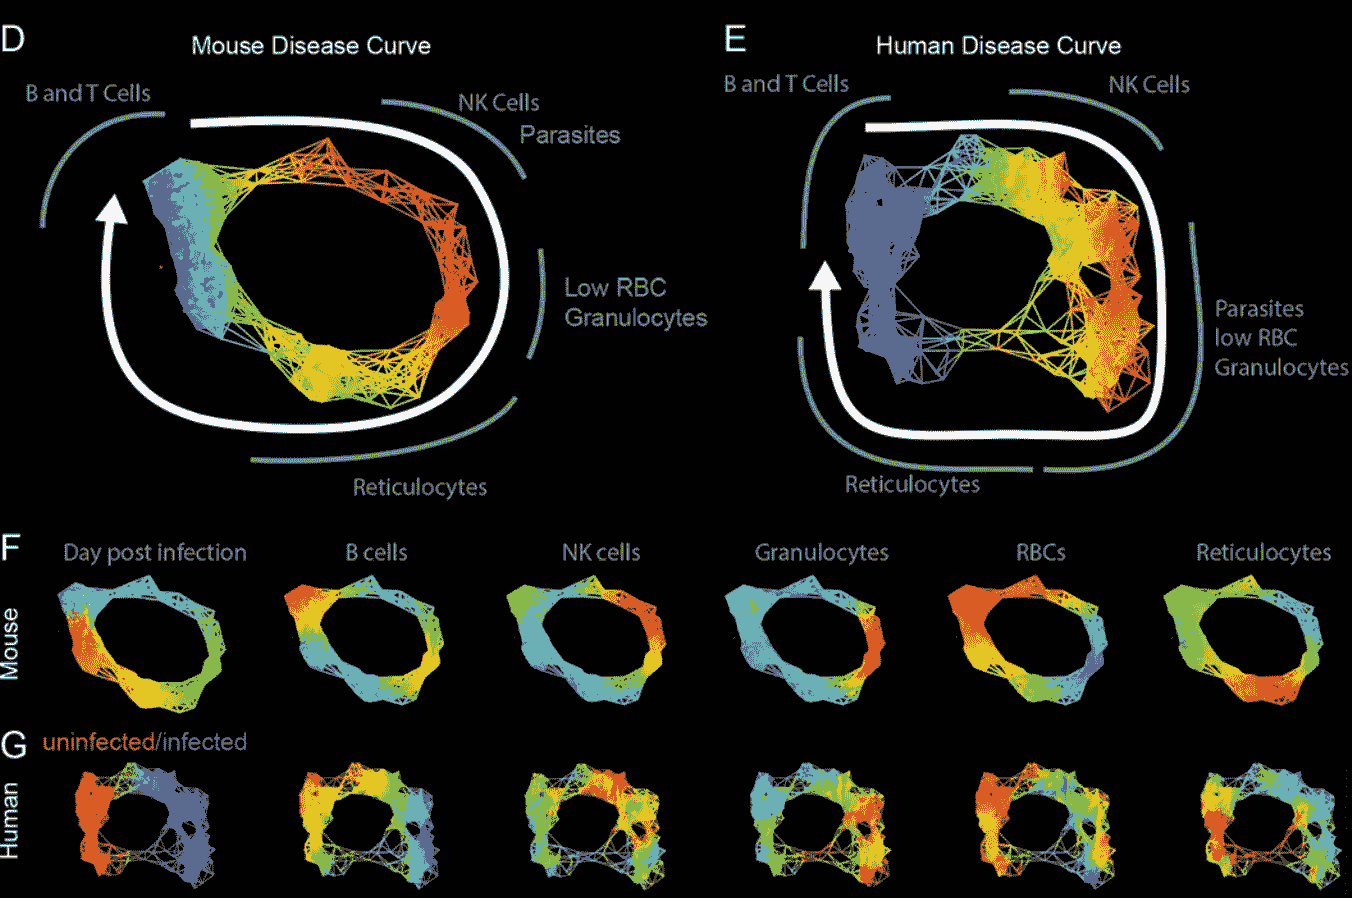 D
Mouse Disease Curve
B and T Cells
NK Cells
Parasites
Low RBC
Granulocytes
Reticulocytes
E
Human Disease Curve
B and T Cells
NK Cells
Parasites
low RBC
Granulocytes
Reticulocytes
F
Day post infection
B cells
NK cells
Granulocytes
RBCs
Reticulocytes
Mouse
G
uninfected/infected
Human